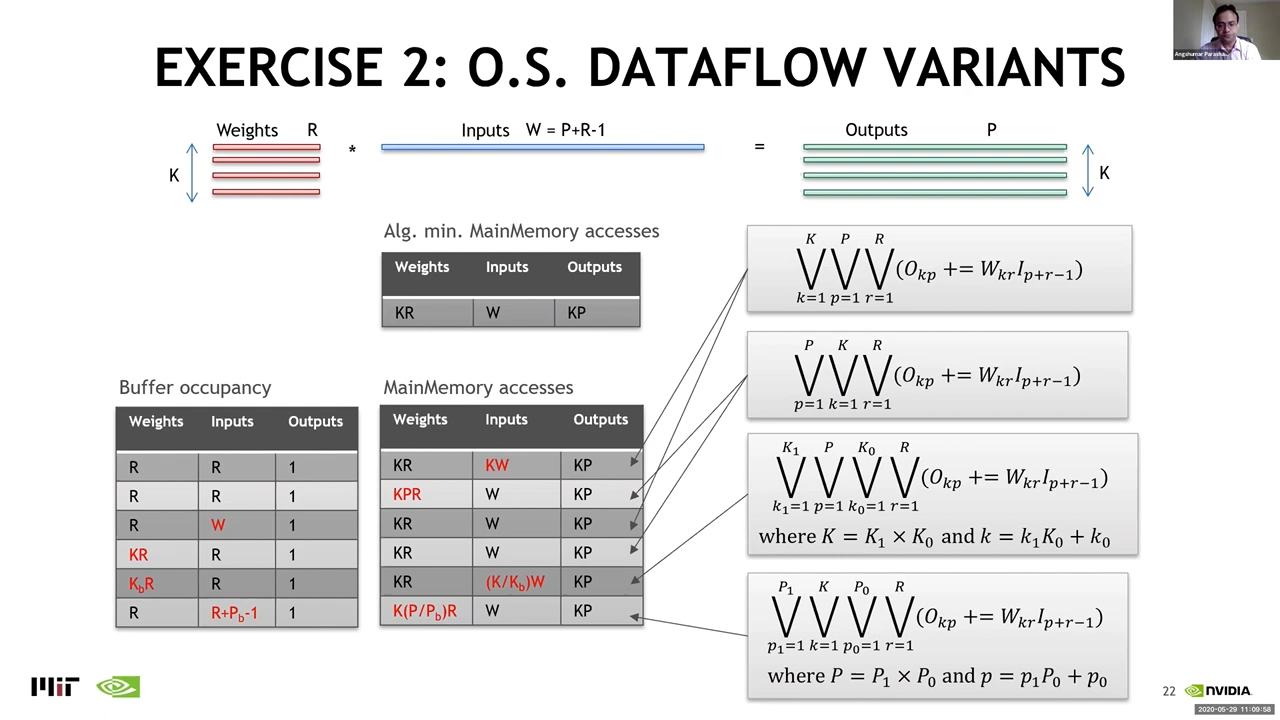 Angshumar Parasha...
EXERCISE 2: O.S. DATAFLOW VARIANTS
Weights R
Inputs W = P+R-1
Outputs P
K
*
=
K
Alg. min. MainMemory accesses
Weights Inputs Outputs
KR W KP
Buffer occupancy
Weights Inputs Outputs
R R 1
R R 1
R W 1
KR R 1
K_bR R 1
R R+P_b-1 1
MainMemory accesses
Weights Inputs Outputs
KR KW KP
KPR W KP
KR W KP
KR W KP
KR (K/K_b)W KP
K(P/P_b)R W KP
K P R
⋁ ⋁ ⋁ (O_kp += W_kr I_p+r−1)
k=1 p=1 r=1
P K R
⋁ ⋁ ⋁ (O_kp += W_kr I_p+r−1)
p=1 k=1 r=1
K_1 P K_0 R
⋁ ⋁ ⋁ ⋁ (O_kp += W_kr I_p+r−1)
k_1=1 p=1 k_0=1 r=1
where K = K_1 × K_0 and k = k_1K_0 + k_0
P_1 K P_0 R
⋁ ⋁ ⋁ ⋁ (O_kp += W_kr I_p+r−1)
p_1=1 k=1 p_0=1 r=1
where P = P_1 × P_0 and p = p_1P_0 + p_0
MIT
22
NVIDIA.
2020-05-29 11:09:58